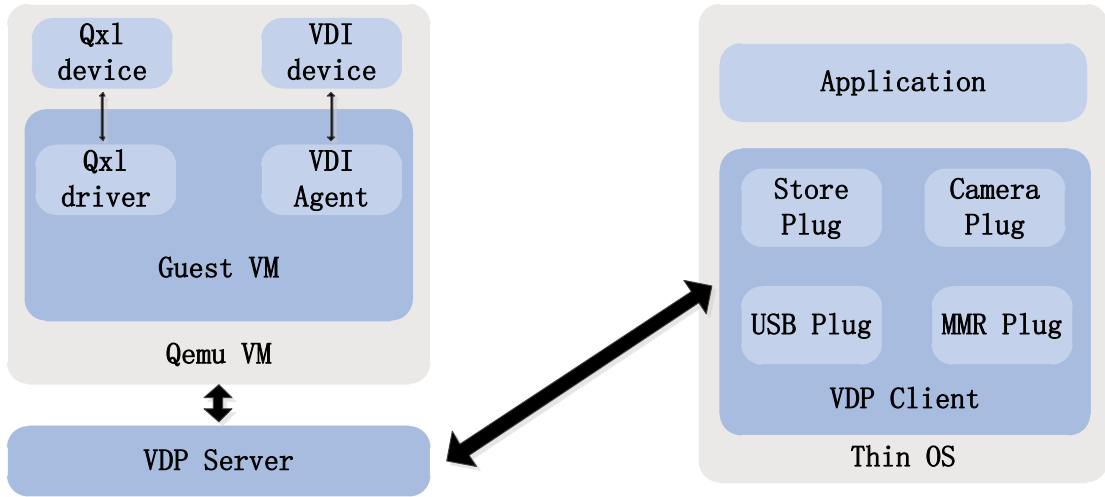 Qxl
device
VDI
device
Qxl
driver
VDI
Agent
Guest VM
Qemu VM
VDP Server
Application
Store
Plug
Camera
Plug
USB Plug
MMR Plug
VDP Client
Thin OS